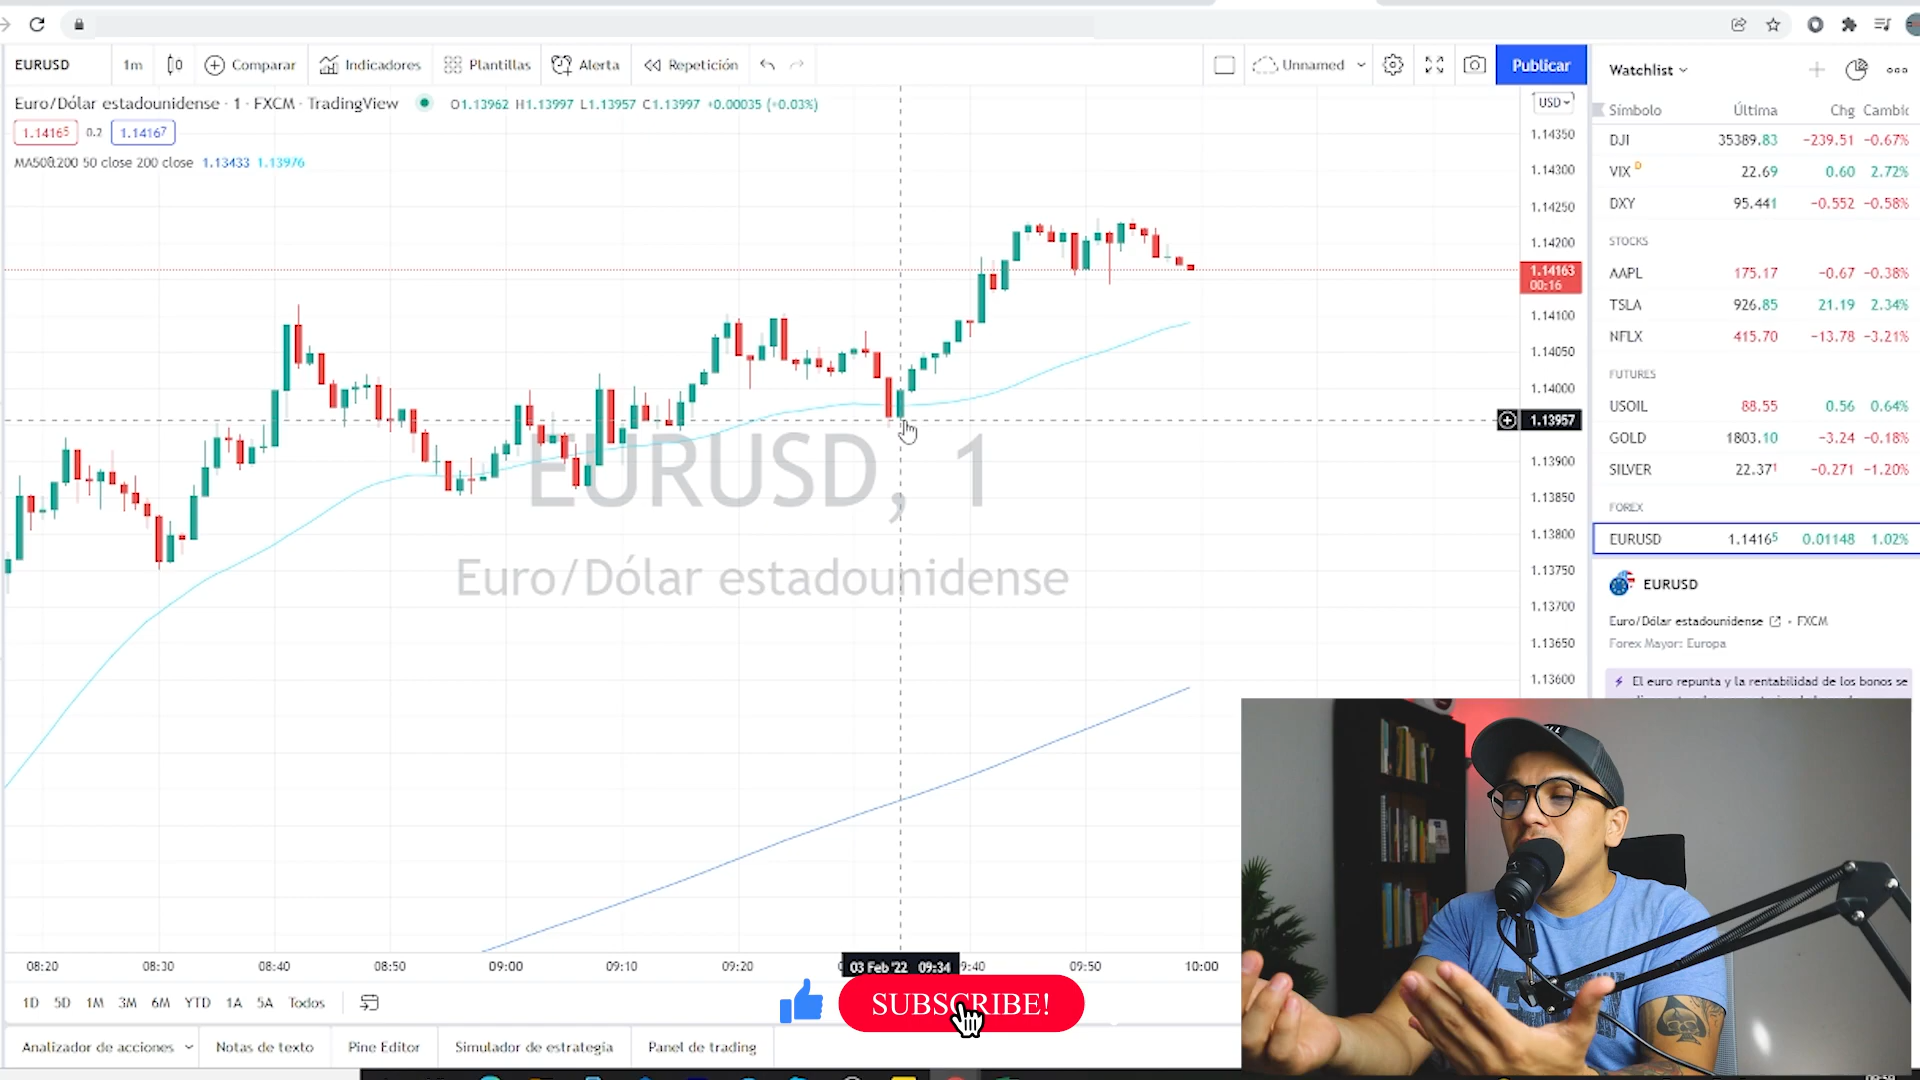 EURUSD 1m Comparar Indicadores Plantillas Alerta Repetición Unnamed Publicar
Euro/Dólar estadounidense · 1 · FXCM · TradingView O1.13962 H1.13997 L1.13957 C1.13997 +0.00035 (+0.03%)
1.14165 0.2 1.14167
50 close 200 close 1.13433 1.13976
USD
1.14350
1.14300
1.14250
1.14200
1.14163
00:16
1.14100
1.14050
1.14000
1.13957
1.13900
1.13850
1.13800
1.13750
1.13700
1.13650
1.13600
EURUSD, 1
Euro/Dólar estadounidense
08:20 08:30 08:40 08:50 09:00 09:10 09:20 03 Feb '22 09:34 9:40 09:50 10:00
1D 5D 1M 3M 6M YTD 1A 5A Todos
SUBSCRIBE!
Analizador de acciones Notas de texto Pine Editor Simulador de estrategia Panel de trading
Watchlist
Símbolo Última Chg Cambio
DJI 35389.83 −239.51 −0.67%
VIX D 22.69 0.60 2.72%
DXY 95.441 −0.552 −0.58%
STOCKS
AAPL 175.17 −0.67 −0.38%
TSLA 926.85 21.19 2.34%
NFLX 415.70 −13.78 −3.21%
FUTURES
USOIL 88.55 0.56 0.64%
GOLD 1803.10 −3.24 −0.18%
SILVER 22.371 −0.271 −1.20%
FOREX
EURUSD 1.14165 0.01148 1.02%
EURUSD
Euro/Dólar estadounidense · FXCM
Forex Mayor: Europa
El euro repunta y la rentabilidad de los bonos se